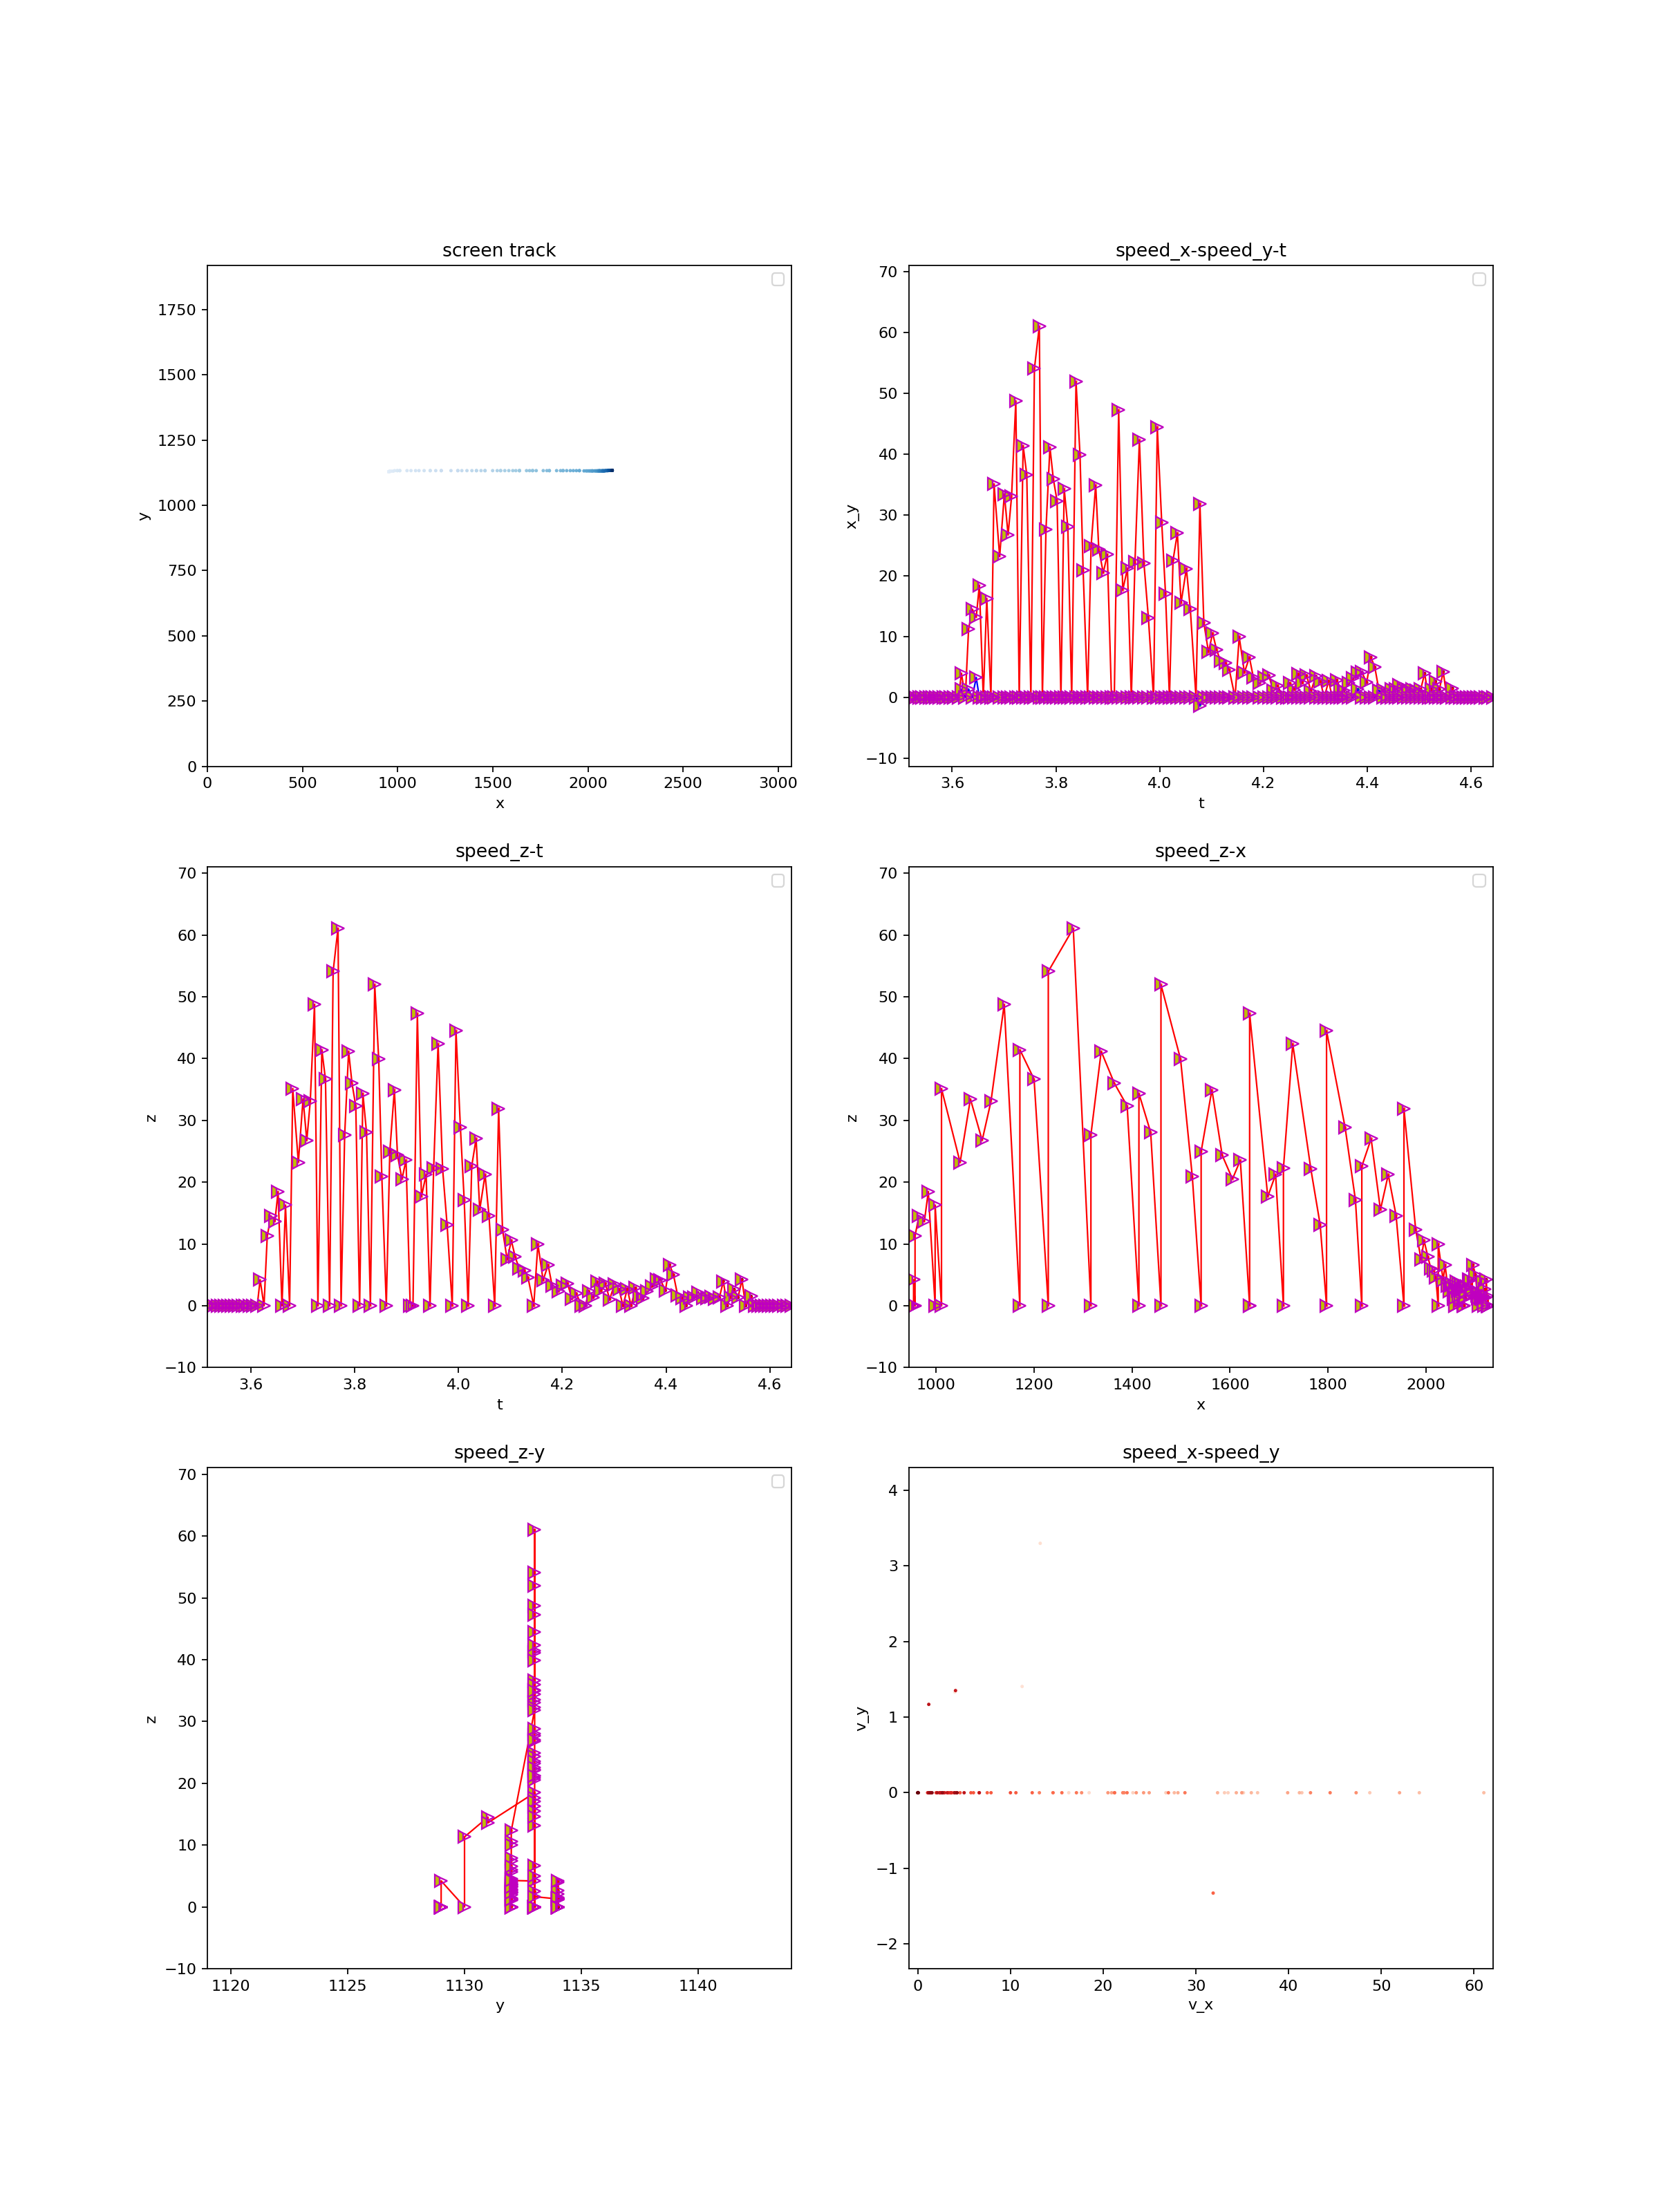 screen track
1750
1500
1250
1000
750
500
250
0
y
0 500 1000 1500 2000 2500 3000
x
speed_x-speed_y-t
70
60
50
40
30
20
10
0
−10
x_y
3.6 3.8 4.0 4.2 4.4 4.6
t
speed_z-t
70
60
50
40
30
20
10
0
−10
z
3.6 3.8 4.0 4.2 4.4 4.6
t
speed_z-x
70
60
50
40
30
20
10
0
−10
z
1000 1200 1400 1600 1800 2000
x
speed_z-y
70
60
50
40
30
20
10
0
−10
z
1120 1125 1130 1135 1140
y
speed_x-speed_y
4
3
2
1
0
−1
−2
v_y
0 10 20 30 40 50 60
v_x